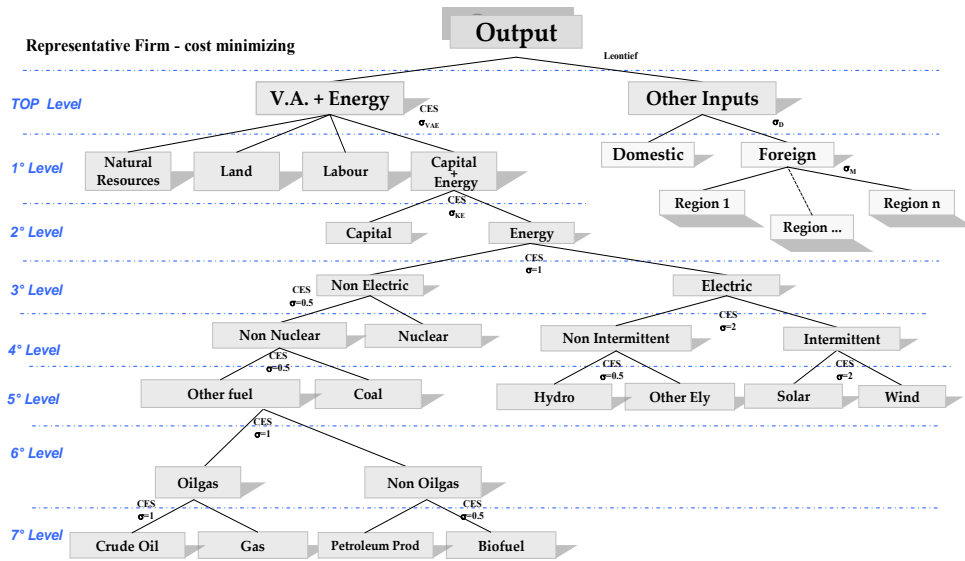 Output
Representative Firm - cost minimizing
Leontief
TOP Level
V.A. + Energy
CES
σVAE
Other Inputs
σD
1° Level
Natural
Resources
Land
Labour
Capital
+
Energy
Domestic
Foreign
σM
CES
σKE
Region 1
Region ...
Region n
2° Level
Capital
Energy
CES
σ=1
3° Level
CES
σ=0.5
Non Electric
Electric
CES
σ=2
4° Level
Non Nuclear
Nuclear
Non Intermittent
Intermittent
CES
σ=0.5
CES
σ=0.5
CES
σ=2
5° Level
Other fuel
Coal
Hydro
Other Ely
Solar
Wind
CES
σ=1
6° Level
Oilgas
Non Oilgas
CES
σ=1
CES
σ=0.5
7° Level
Crude Oil
Gas
Petroleum Prod
Biofuel